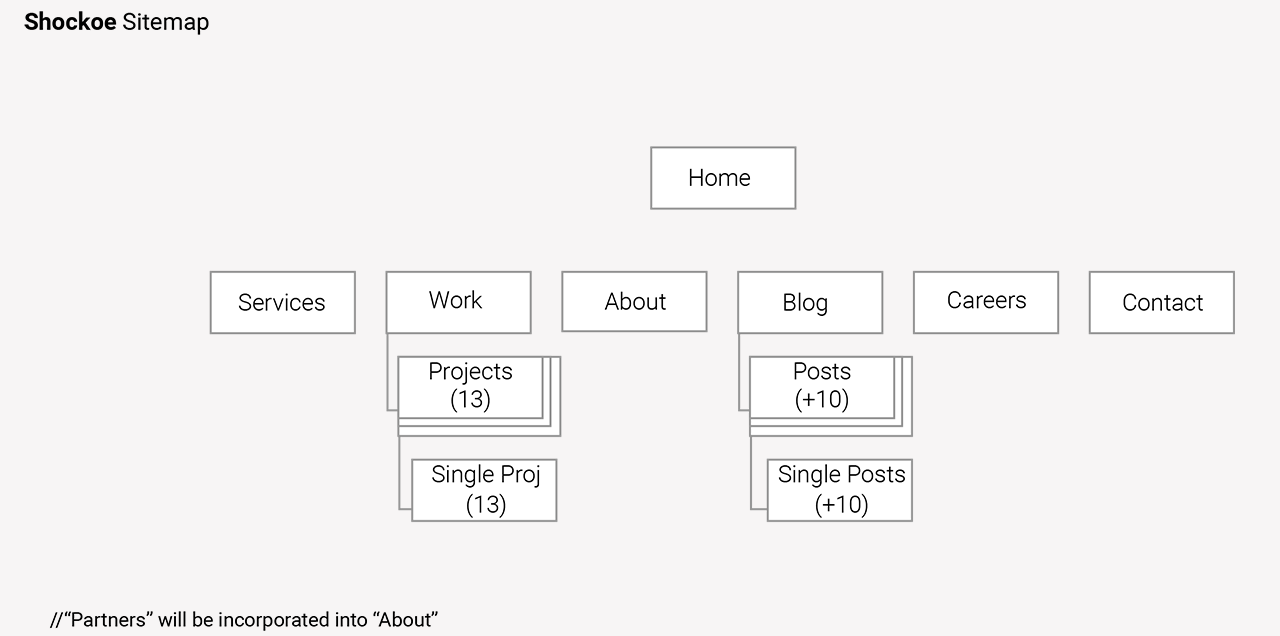 Shockoe Sitemap
Home
Services
Work
About
Blog
Careers
Contact
Projects
(13)
Posts
(+10)
Single Proj
(13)
Single Posts
(+10)
//“Partners” will be incorporated into “About”